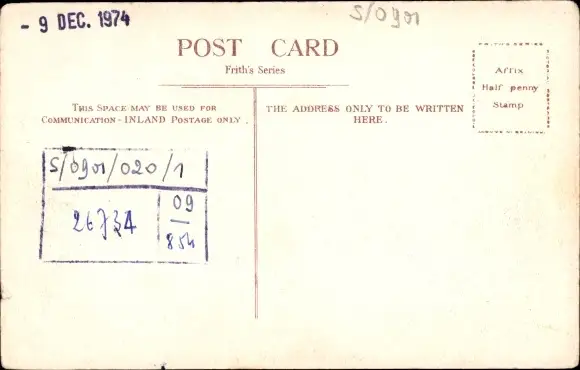 - 9 DEC. 1974
S/0901
POST CARD
Frith's Series
THIS SPACE MAY BE USED FOR
COMMUNICATION - INLAND POSTAGE ONLY.
THE ADDRESS ONLY TO BE WRITTEN
HERE.
Affix
Half penny
Stamp
S/0901/020/1
09
854